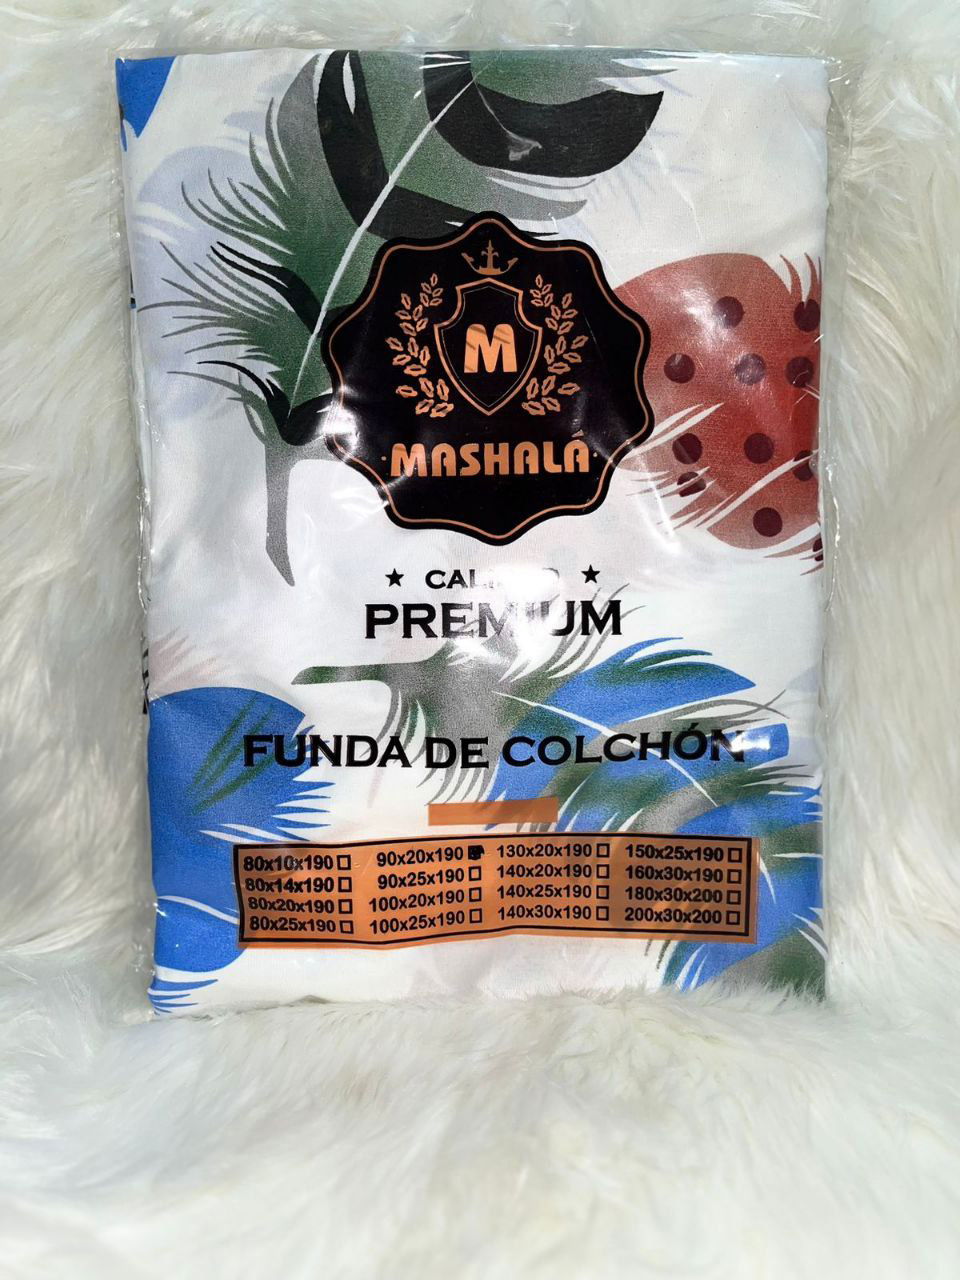 M
·MASHALÁ·
★ ★
PREMIUM
FUNDA DE COLCHÓN
80x10x190 ☐ 90x20x190 ■ 130x20x190 ☐ 150x25x190 ☐
80x14x190 ☐ 90x25x190 ☐ 140x20x190 ☐ 160x30x190 ☐
80x20x190 ☐ 100x20x190 ☐ 140x25x190 ☐ 180x30x200 ☐
80x25x190 ☐ 100x25x190 ☐ 140x30x190 ☐ 200x30x200 ☐